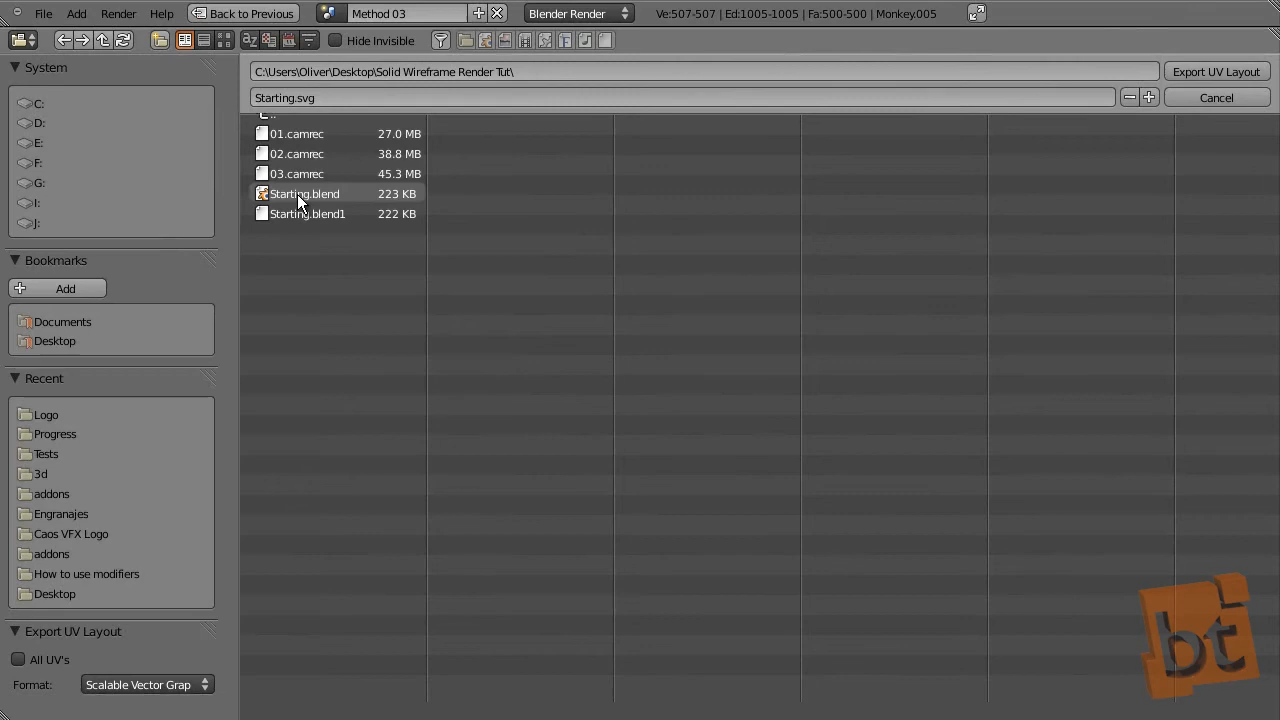 File Add Render Help Back to Previous Method 03 Blender Render Ve:507-507 | Ed:1005-1005 | Fa:500-500 | Monkey.005
Hide Invisible
System
C:
D:
E:
F:
G:
I:
J:
Bookmarks
Add
Documents
Desktop
Recent
Logo
Progress
Tests
3d
addons
Engranajes
Caos VFX Logo
addons
How to use modifiers
Desktop
Export UV Layout
All UV's
Format: Scalable Vector Grap
C:\Users\Oliver\Desktop\Solid Wireframe Render Tut\ Export UV Layout
Starting.svg Cancel
..
01.camrec 27.0 MB
02.camrec 38.8 MB
03.camrec 45.3 MB
Starting.blend 223 KB
Starting.blend1 222 KB
bt